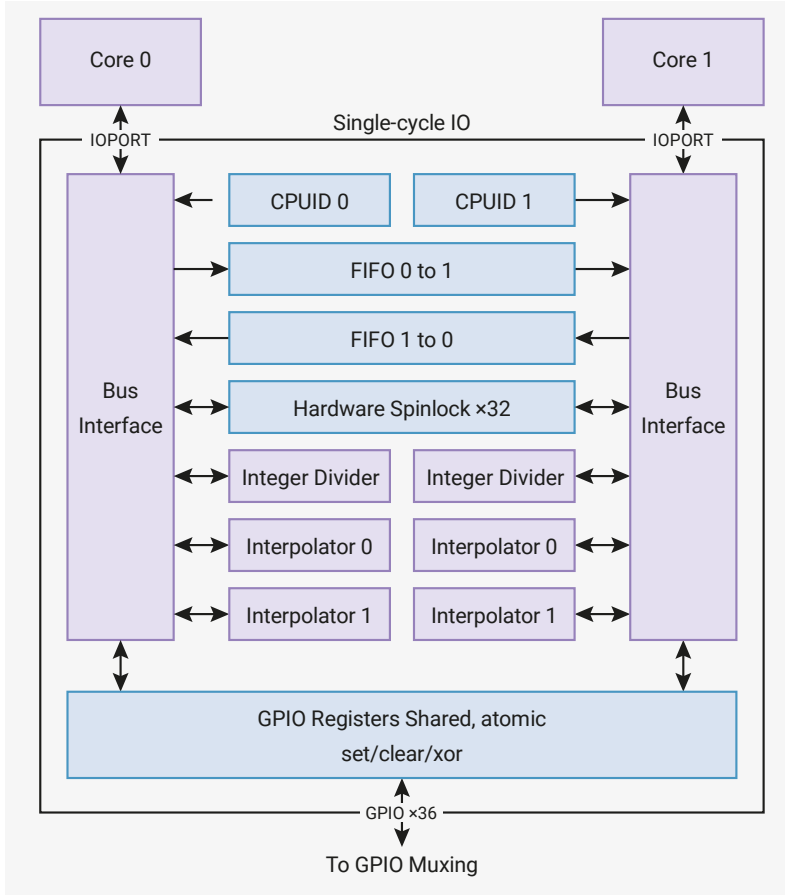 Core 0
Core 1
Single-cycle IO
IOPORT
IOPORT
CPUID 0
CPUID 1
FIFO 0 to 1
FIFO 1 to 0
Bus
Interface
Hardware Spinlock ×32
Bus
Interface
Integer Divider
Integer Divider
Interpolator 0
Interpolator 0
Interpolator 1
Interpolator 1
GPIO Registers Shared, atomic
set/clear/xor
GPIO ×36
To GPIO Muxing